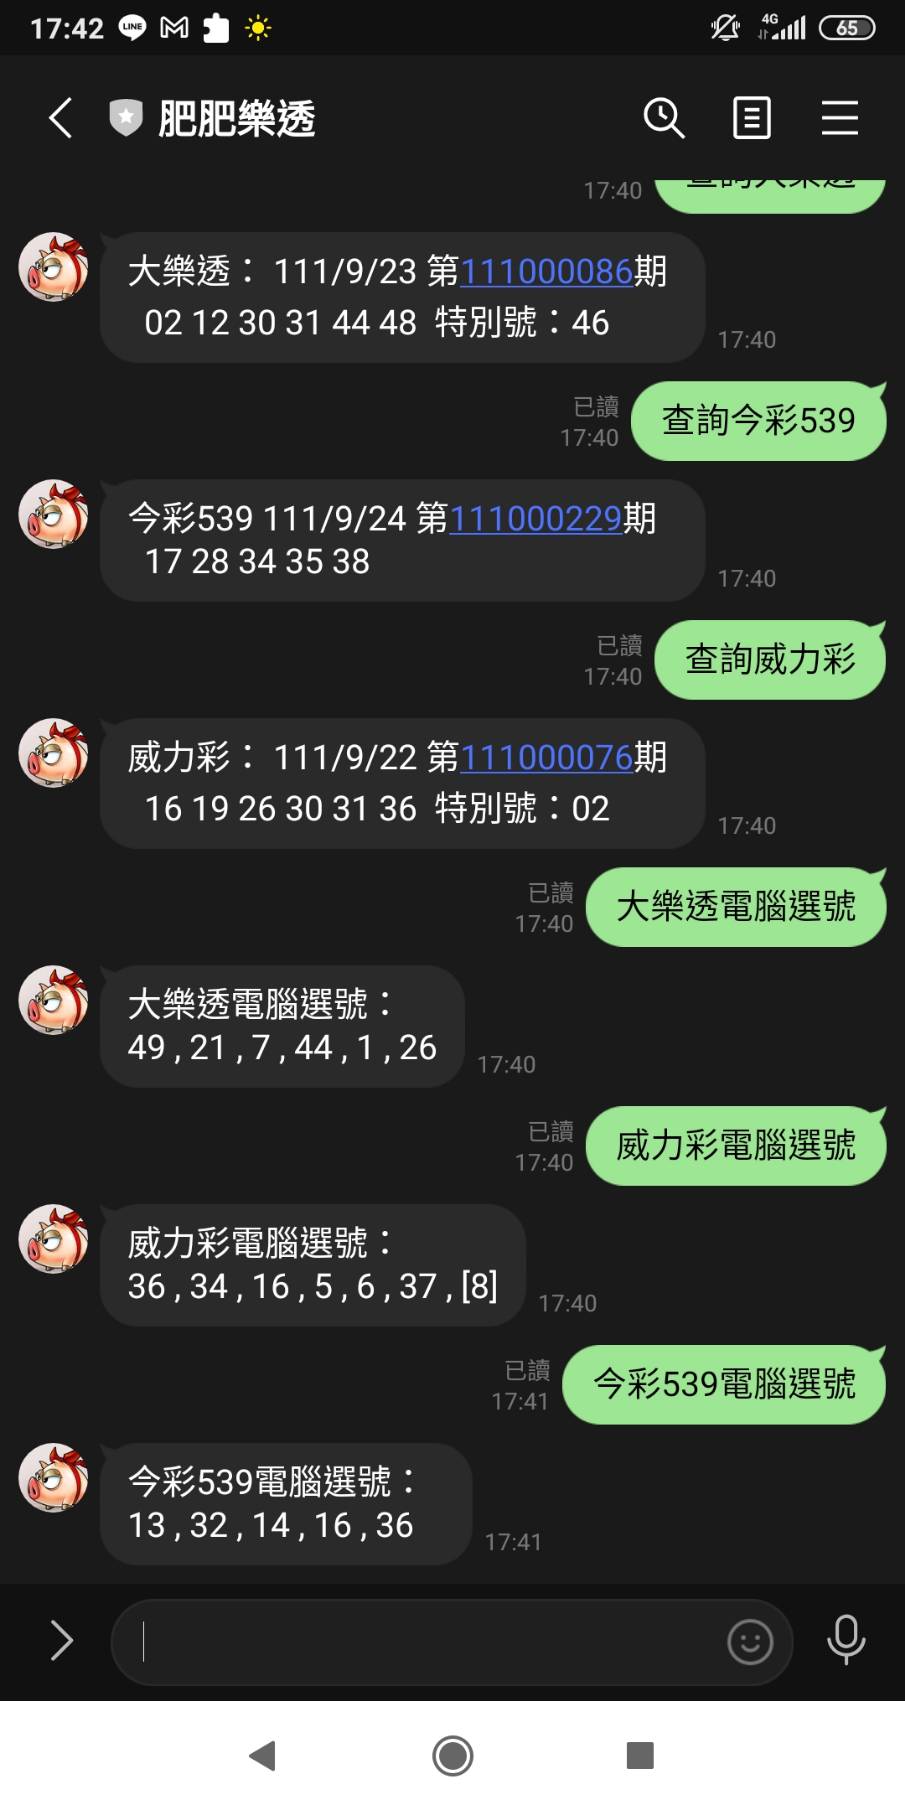 17:42 LINE 4G 65
肥肥樂透
17:40 查詢大樂透
大樂透： 111/9/23 第111000086期
02 12 30 31 44 48 特別號：46
17:40
已讀
17:40
查詢今彩539
今彩539 111/9/24 第111000229期
17 28 34 35 38
17:40
已讀
17:40
查詢威力彩
威力彩： 111/9/22 第111000076期
16 19 26 30 31 36 特別號：02
17:40
已讀
17:40
大樂透電腦選號
大樂透電腦選號：
49 , 21 , 7 , 44 , 1 , 26
17:40
已讀
17:40
威力彩電腦選號
威力彩電腦選號：
36 , 34 , 16 , 5 , 6 , 37 , [8]
17:40
已讀
17:41
今彩539電腦選號
今彩539電腦選號：
13 , 32 , 14 , 16 , 36
17:41